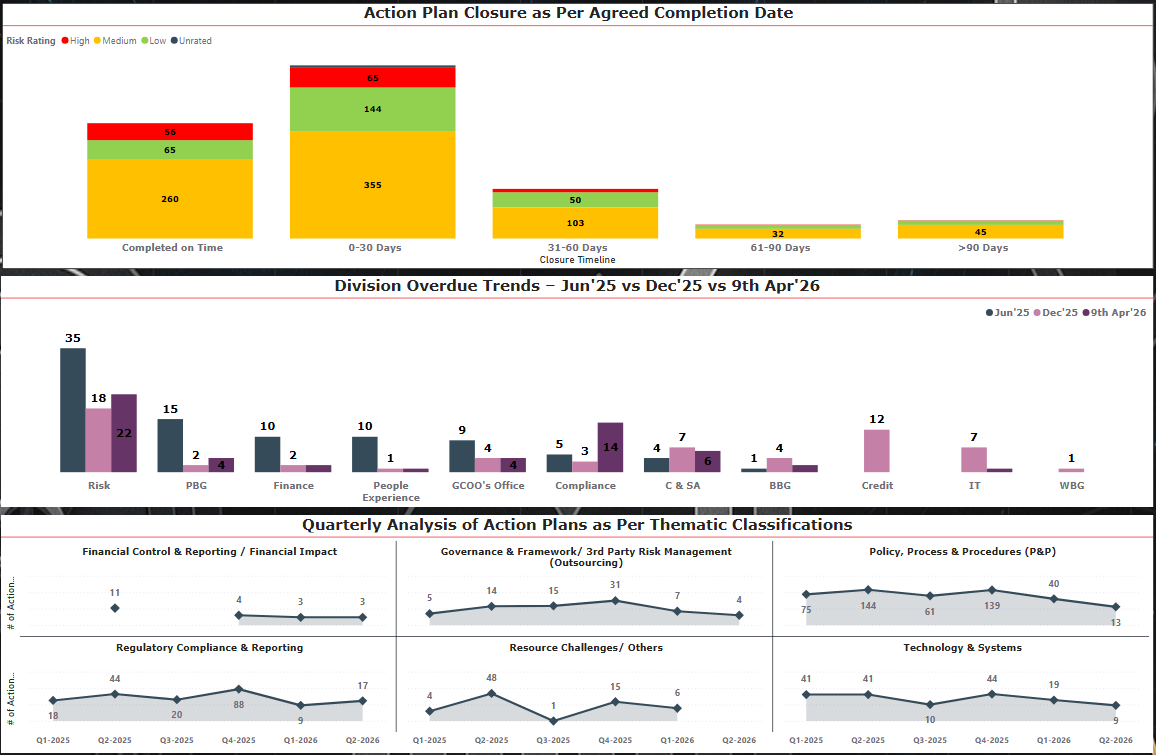 Action Plan Closure as Per Agreed Completion Date
Risk Rating High Medium Low Unrated
56
65
260
65
144
355
50
103
32
45
Completed on Time 0-30 Days 31-60 Days 61-90 Days >90 Days
Closure Timeline
Division Overdue Trends – Jun'25 vs Dec'25 vs 9th Apr'26
Jun'25 Dec'25 9th Apr'26
35 18 22
15 2 4
10 2
10 1
9 4 4
5 3 14
4 7 6
1 4
12
7
1
Risk PBG Finance People Experience GCOO's Office Compliance C & SA BBG Credit IT WBG
Quarterly Analysis of Action Plans as Per Thematic Classifications
Financial Control & Reporting / Financial Impact
# of Action...
11 4 3 3
Governance & Framework/ 3rd Party Risk Management
(Outsourcing)
5 14 15 31 7 4
Policy, Process & Procedures (P&P)
75 144 61 139 40 13
Regulatory Compliance & Reporting
# of Action...
18 44 20 88 9 17
Q1-2025 Q2-2025 Q3-2025 Q4-2025 Q1-2026 Q2-2026
Resource Challenges/ Others
4 48 1 15 6
Q1-2025 Q2-2025 Q3-2025 Q4-2025 Q1-2026 Q2-2026
Technology & Systems
41 41 10 44 19 9
Q1-2025 Q2-2025 Q3-2025 Q4-2025 Q1-2026 Q2-2026